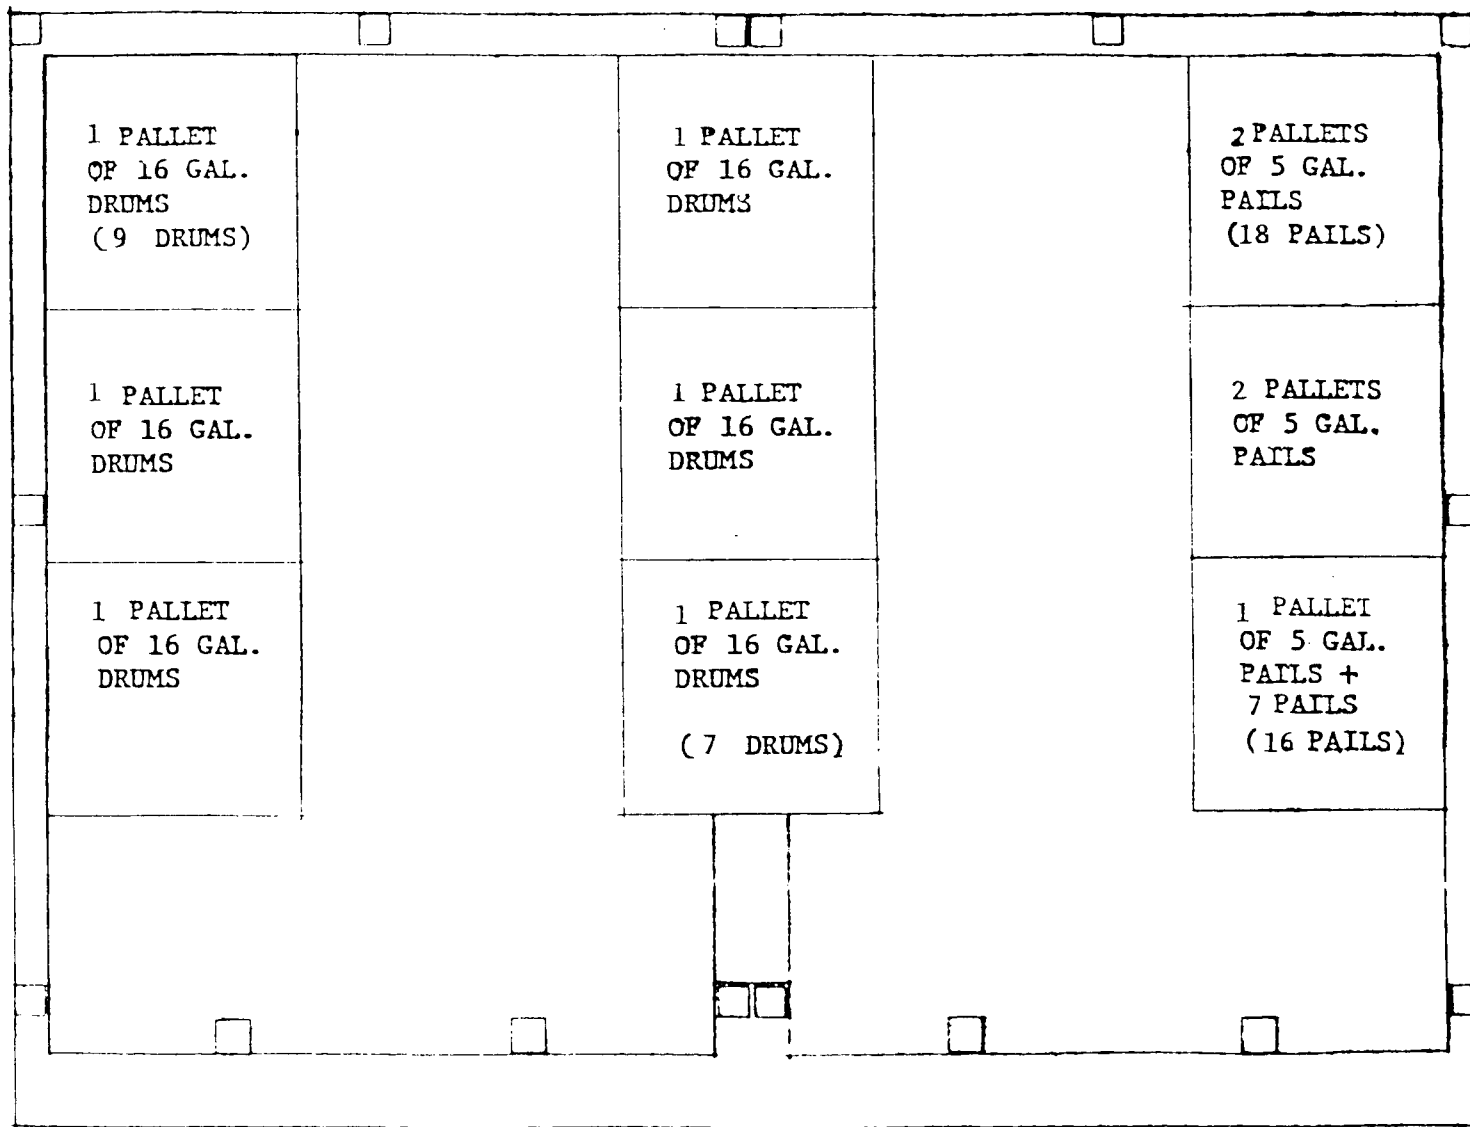 1 PALLET
OF 16 GAL.
DRUMS
(9 DRUMS)
1 PALLET
OF 16 GAL.
DRUMS
1 PALLET
OF 16 GAL.
DRUMS
1 PALLET
OF 16 GAL.
DRUMS
1 PALLET
OF 16 GAL.
DRUMS
1 PALLET
OF 16 GAL.
DRUMS
(7 DRUMS)
2 PALLETS
OF 5 GAL.
PAILS
(18 PAILS)
2 PALLETS
OF 5 GAL.
PAILS
1 PALLET
OF 5 GAL.
PAILS +
7 PAILS
(16 PAILS)